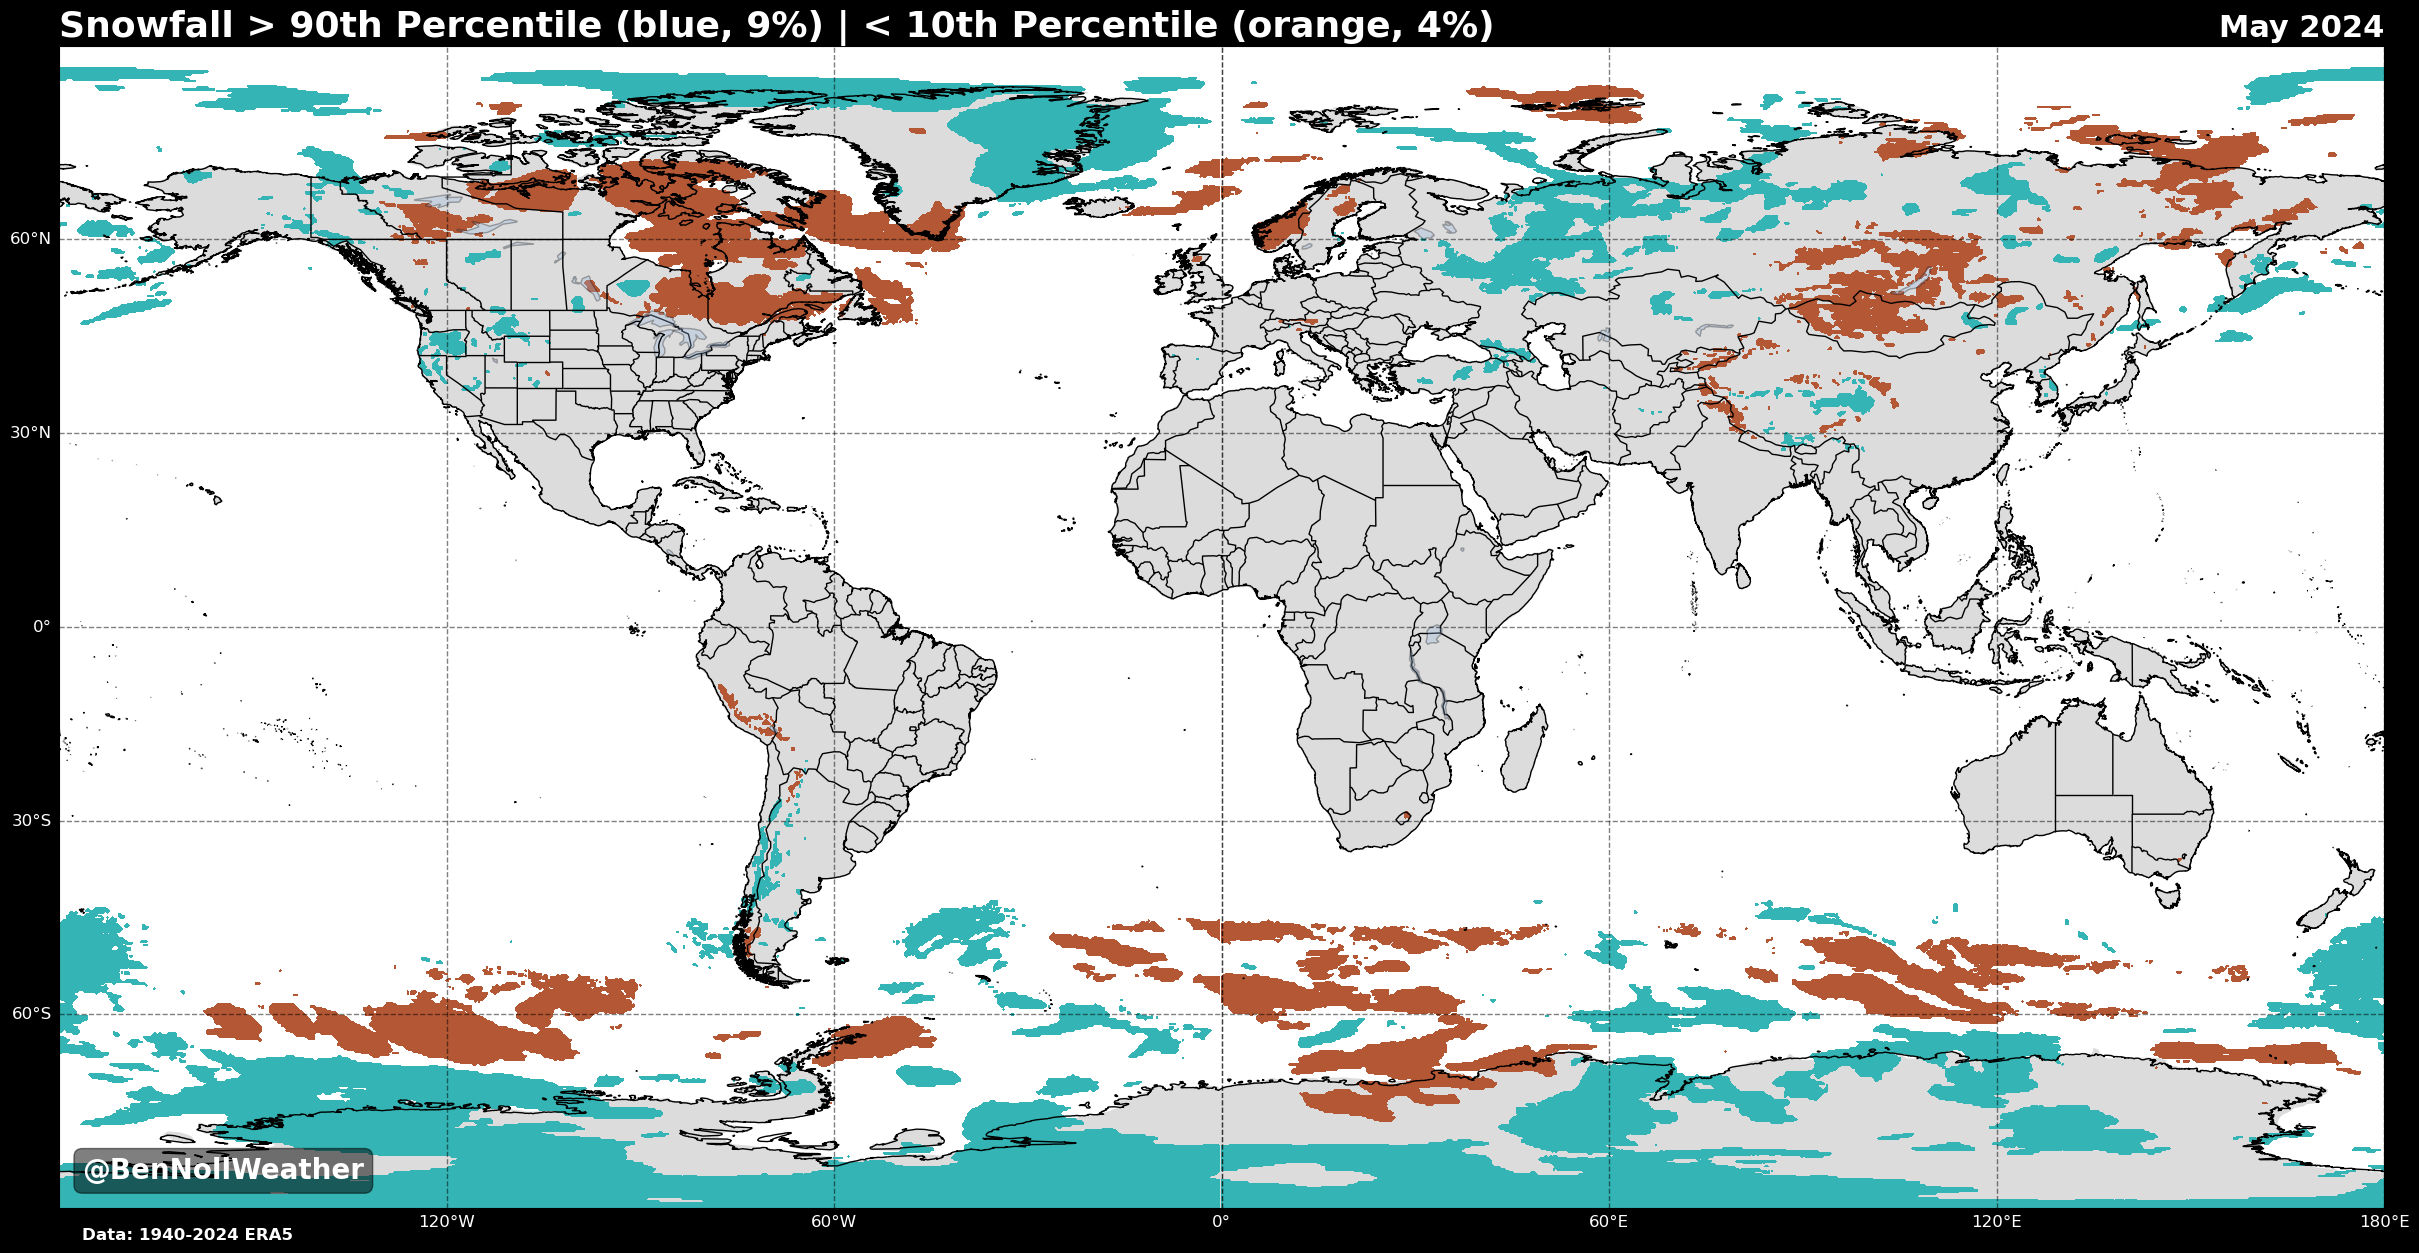 Snowfall > 90th Percentile (blue, 9%) | < 10th Percentile (orange, 4%)
May 2024
60°N
30°N
0°
30°S
60°S
@BenNollWeather
120°W
60°W
0°
60°E
120°E
180°E
Data: 1940-2024 ERA5